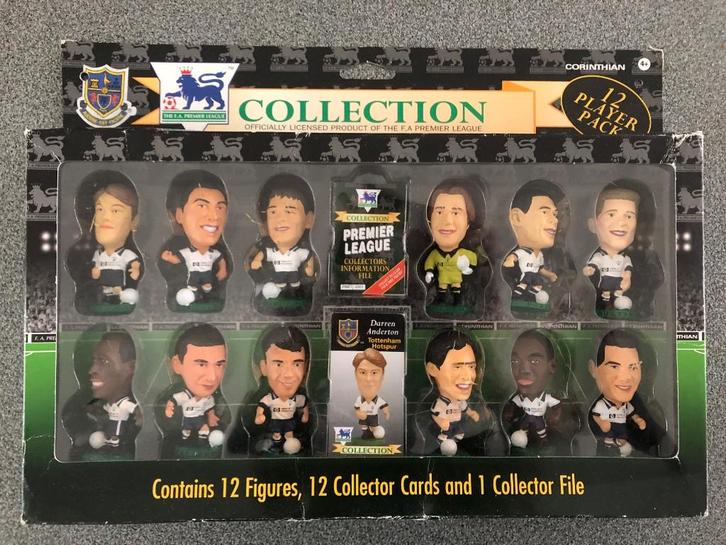 CORINTHIAN
4+
THE F.A. PREMIER LEAGUE
COLLECTION
OFFICIALLY LICENSED PRODUCT OF THE F.A PREMIER LEAGUE
12
PLAYER
PACK
COLLECTION
PREMIER
LEAGUE
COLLECTORS
INFORMATION
FILE
Darren
Anderton
Tottenham
Hotspur
COLLECTION
Contains 12 Figures, 12 Collector Cards and 1 Collector File